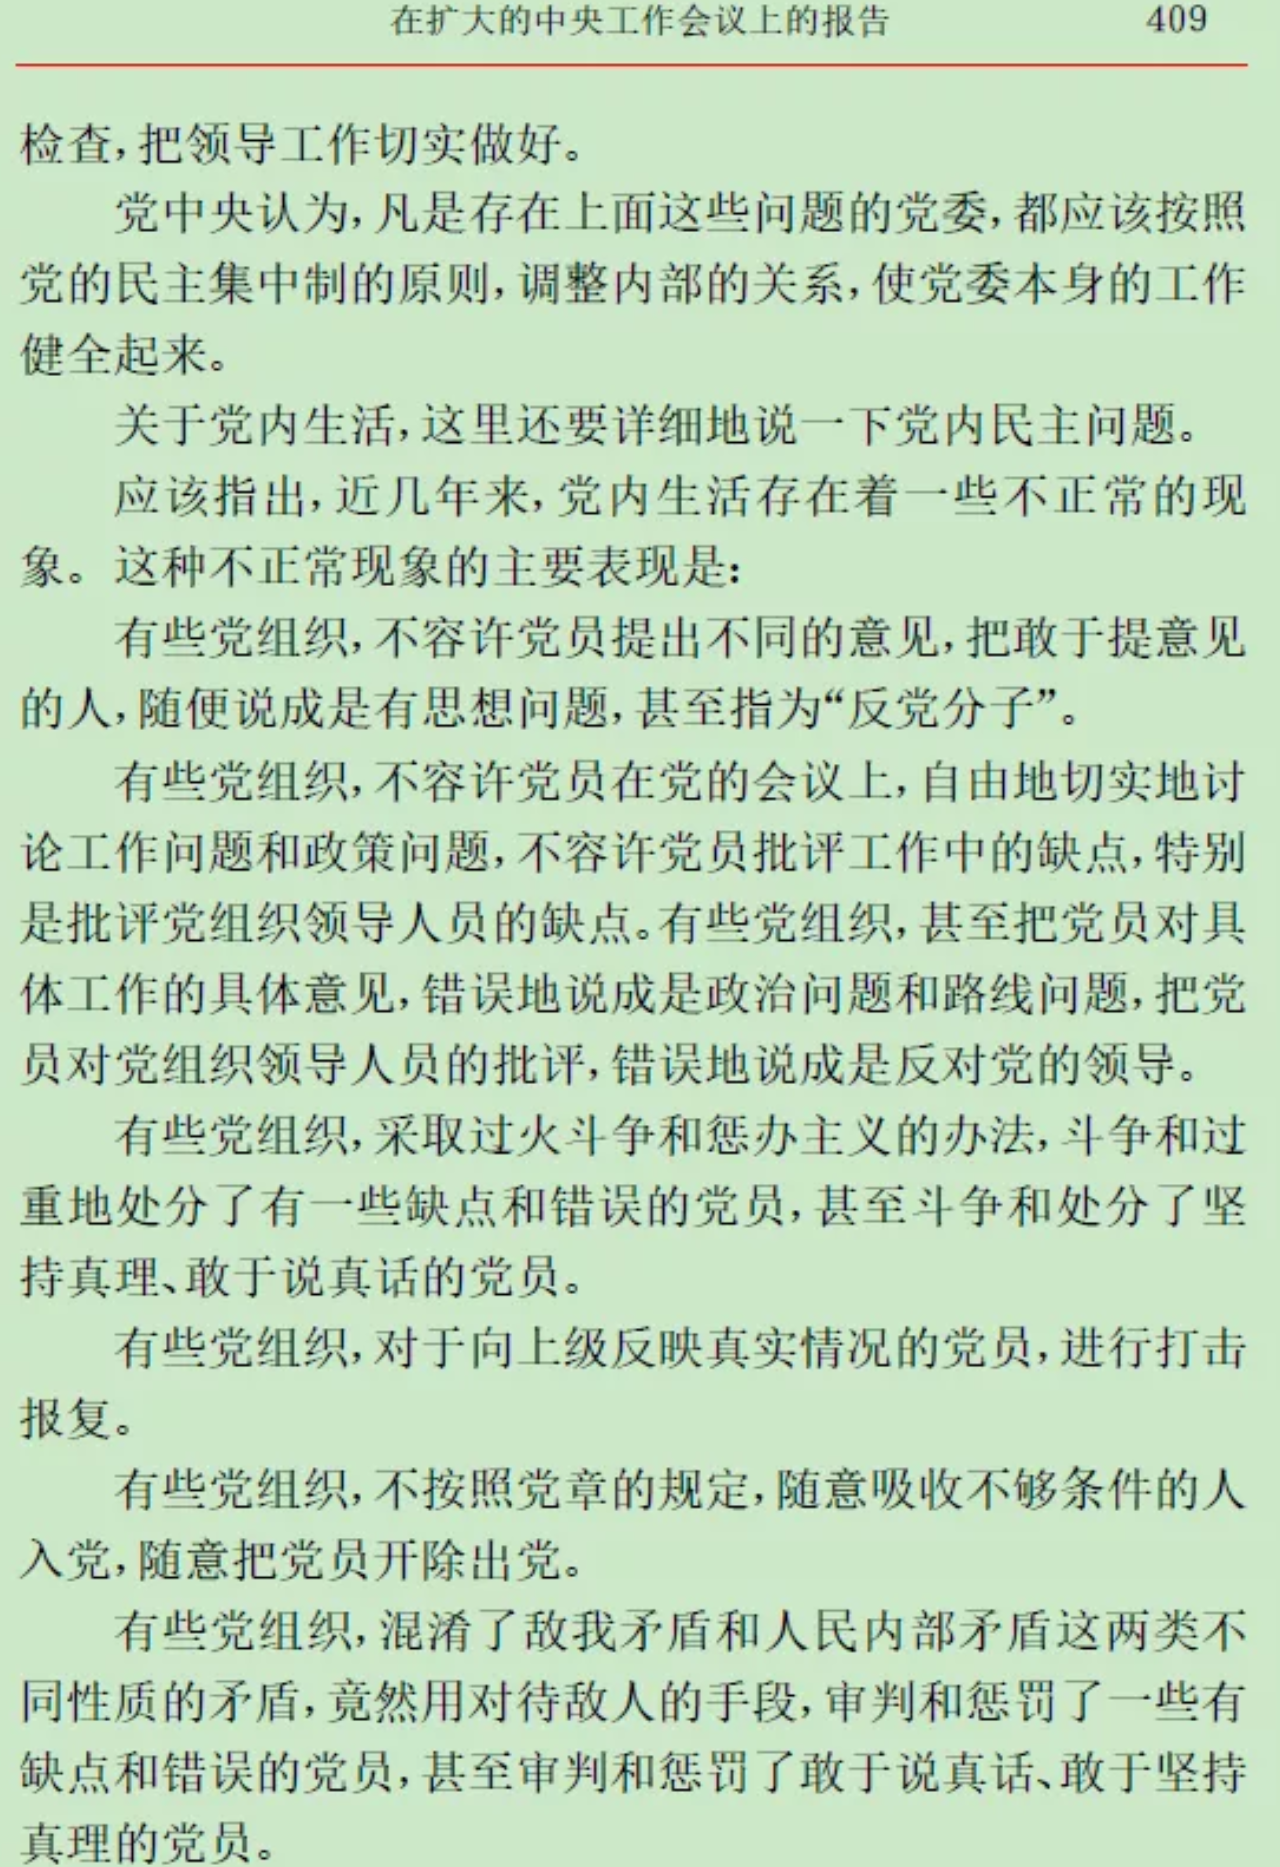 在扩大的中央工作会议上的报告 409
检查,把领导工作切实做好。
党中央认为,凡是存在上面这些问题的党委,都应该按照
党的民主集中制的原则,调整内部的关系,使党委本身的工作
健全起来。
关于党内生活,这里还要详细地说一下党内民主问题。
应该指出,近几年来,党内生活存在着一些不正常的现
象。这种不正常现象的主要表现是:
有些党组织,不容许党员提出不同的意见,把敢于提意见
的人,随便说成是有思想问题,甚至指为“反党分子”。
有些党组织,不容许党员在党的会议上,自由地切实地讨
论工作问题和政策问题,不容许党员批评工作中的缺点,特别
是批评党组织领导人员的缺点。有些党组织,甚至把党员对具
体工作的具体意见,错误地说成是政治问题和路线问题,把党
员对党组织领导人员的批评,错误地说成是反对党的领导。
有些党组织,采取过火斗争和惩办主义的办法,斗争和过
重地处分了有一些缺点和错误的党员,甚至斗争和处分了坚
持真理、敢于说真话的党员。
有些党组织,对于向上级反映真实情况的党员,进行打击
报复。
有些党组织,不按照党章的规定,随意吸收不够条件的人
入党,随意把党员开除出党。
有些党组织,混淆了敌我矛盾和人民内部矛盾这两类不
同性质的矛盾,竟然用对待敌人的手段,审判和惩罚了一些有
缺点和错误的党员,甚至审判和惩罚了敢于说真话、敢于坚持
真理的党员。